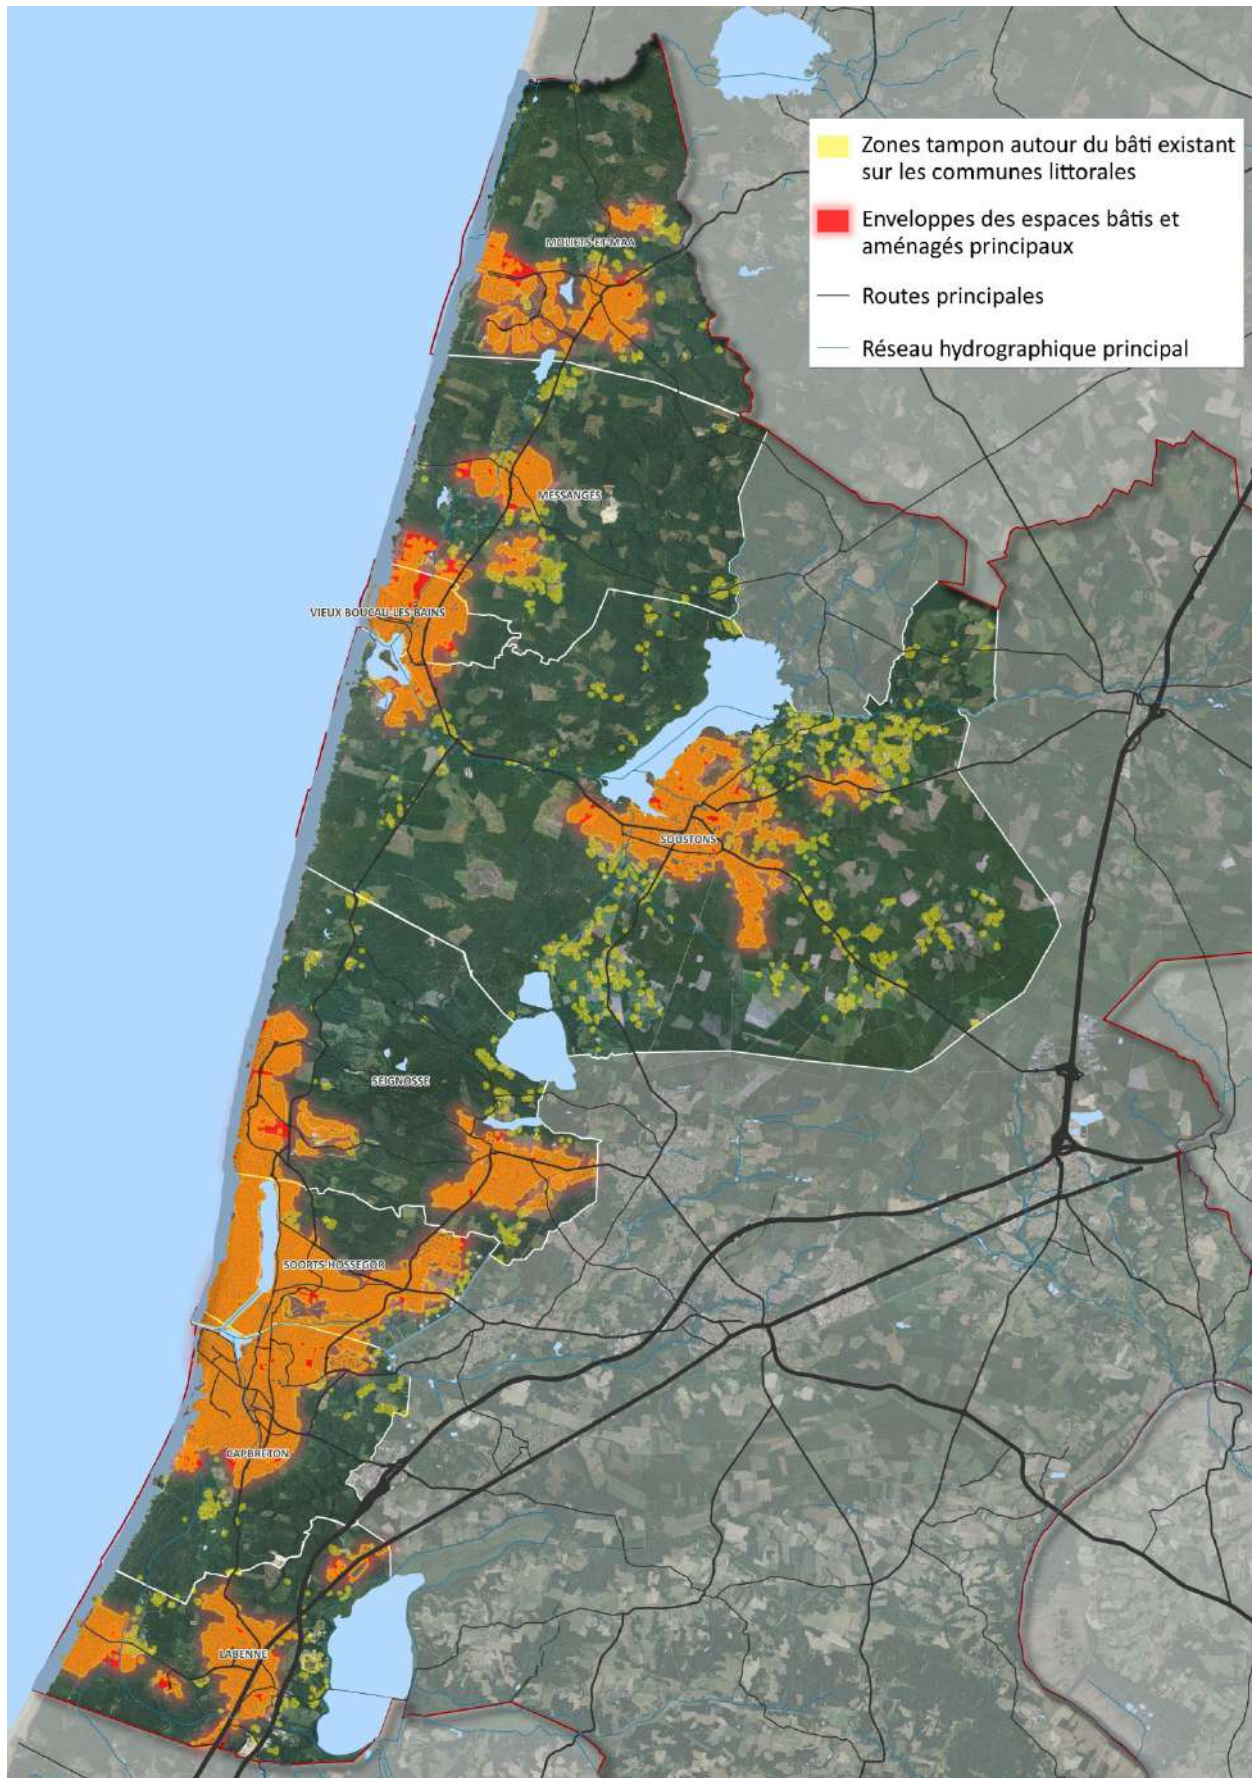 Zones tampon autour du bâti existant
sur les communes littorales
Enveloppes des espaces bâtis et
aménagés principaux
Routes principales
Réseau hydrographique principal
MOLIETS-ET-MAA
MESSANGES
VIEUX BOUCAU-LES-BAINS
SOUSTONS
SEIGNOSSE
SOORTS-HOSSEGOR
CAPBRETON
LABENNE